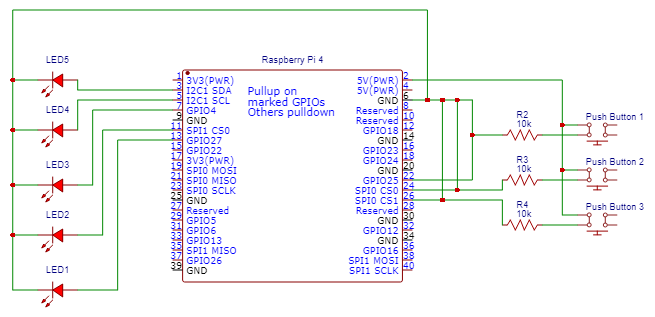 Raspberry Pi 4
LED5
LED4
LED3
LED2
LED1
Pullup on
marked GPIOs
Others pulldown
1 3V3(PWR)
3 I2C1 SDA
5 I2C1 SCL
7 GPIO4
9 GND
11 SPI1 CS0
13 GPIO27
15 GPIO22
17 3V3(PWR)
19 SPI0 MOSI
21 SPI0 MISO
23 SPI0 SCLK
25 GND
27 Reserved
29 GPIO5
31 GPIO6
33 GPIO13
35 SPI1 MISO
37 GPIO26
39 GND
5V(PWR) 2
5V(PWR) 4
GND 6
Reserved 8
Reserved 10
GPIO18 12
GND 14
GPIO23 16
GPIO24 18
GND 20
GPIO25 22
SPI0 CS0 24
SPI0 CS1 26
Reserved 28
GND 30
GPIO12 32
GND 34
GPIO16 36
SPI1 MOSI 38
SPI1 SCLK 40
R2
10k
Push Button 1
R3
10k
Push Button 2
R4
10k
Push Button 3